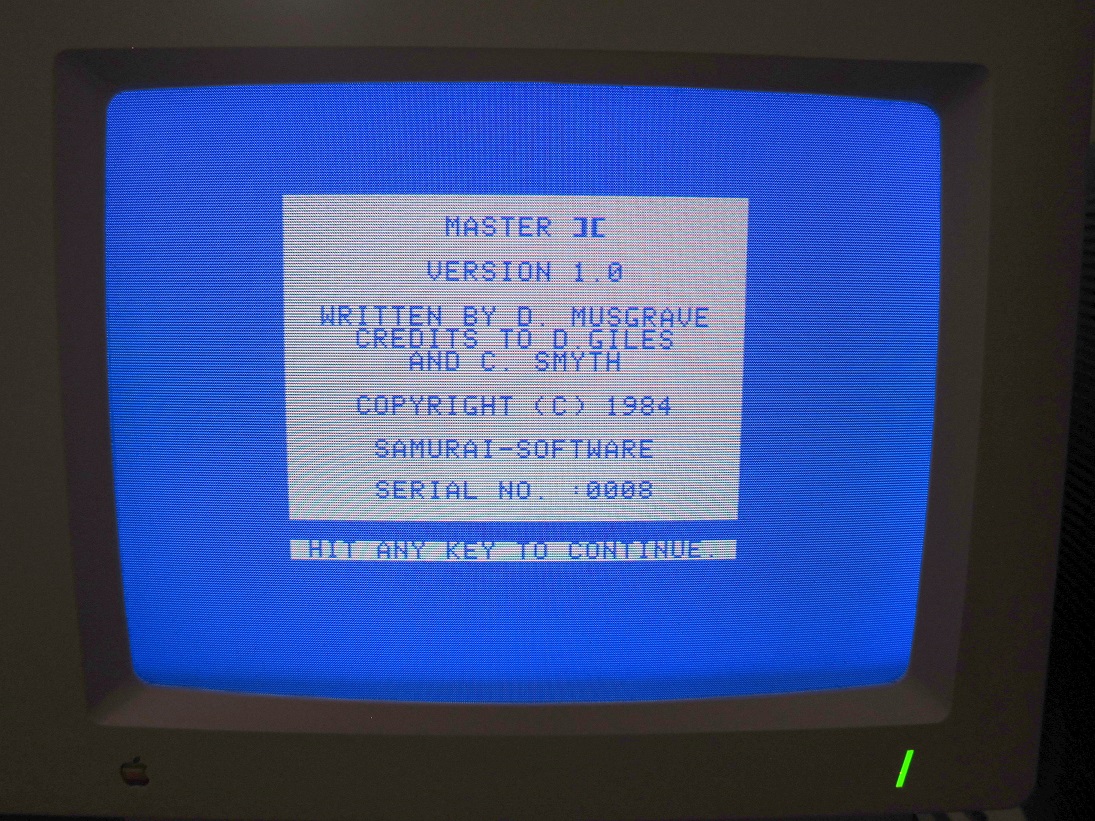 MASTER ][
VERSION 1.0
WRITTEN BY D. MUSGRAVE
CREDITS TO D.GILES
AND C. SMYTH
COPYRIGHT (C) 1984
SAMURAI-SOFTWARE
SERIAL NO. :0008
HIT ANY KEY TO CONTINUE.